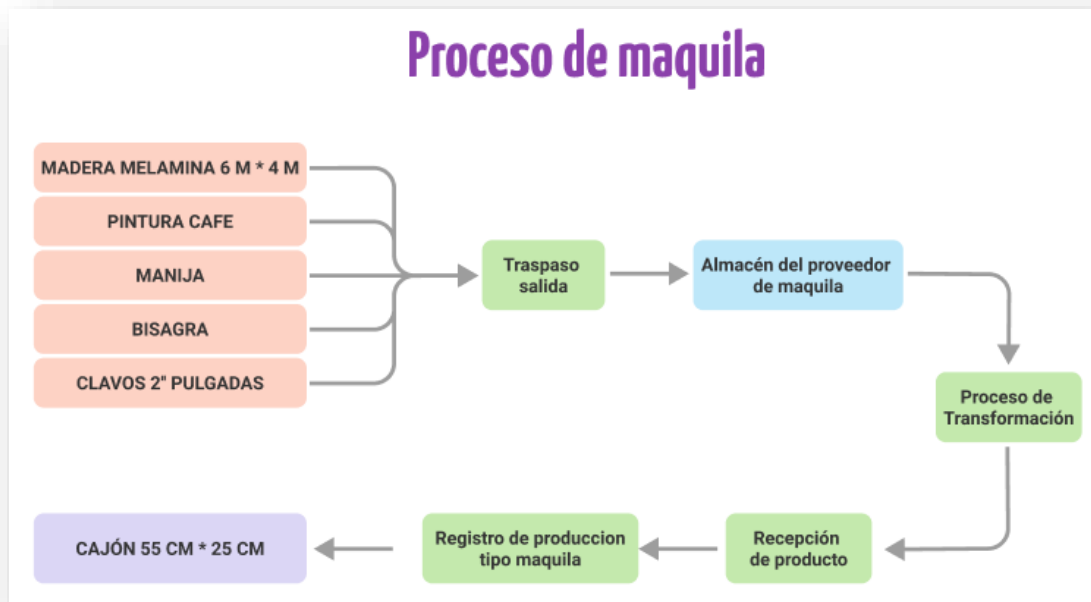 Proceso de maquila
MADERA MELAMINA 6 M * 4 M
PINTURA CAFE
MANIJA
BISAGRA
CLAVOS 2" PULGADAS
Traspaso
salida
Almacén del proveedor
de maquila
Proceso de
Transformación
Recepción
de producto
Registro de produccion
tipo maquila
CAJÓN 55 CM * 25 CM